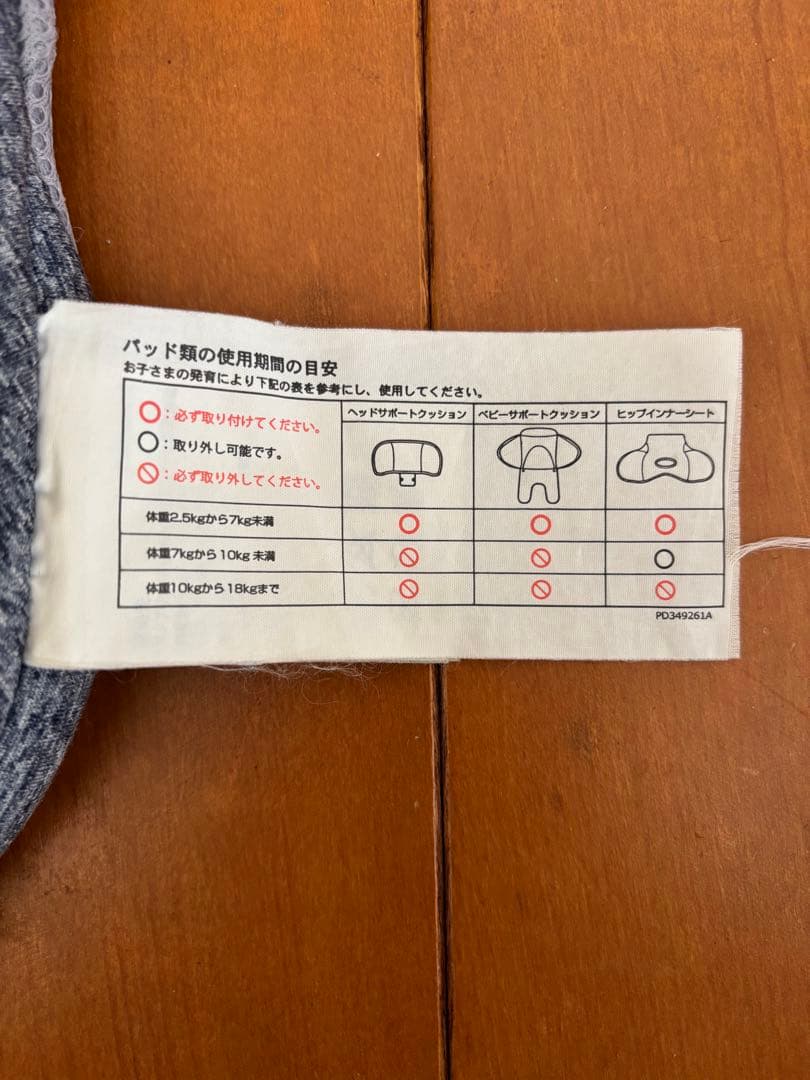 パッド類の使用期間の目安
お子さまの発育により下記の表を参考にし、使用してください。
○：必ず取り付けてください。
○：取り外し可能です。
🚫：必ず取り外してください。
ヘッドサポートクッション ベビーサポートクッション ヒップインナーシート
体重2.5kgから7kg未満 ○ ○ ○
体重7kgから10kg未満 🚫 🚫 ○
体重10kgから18kgまで 🚫 🚫 🚫
PD349261A